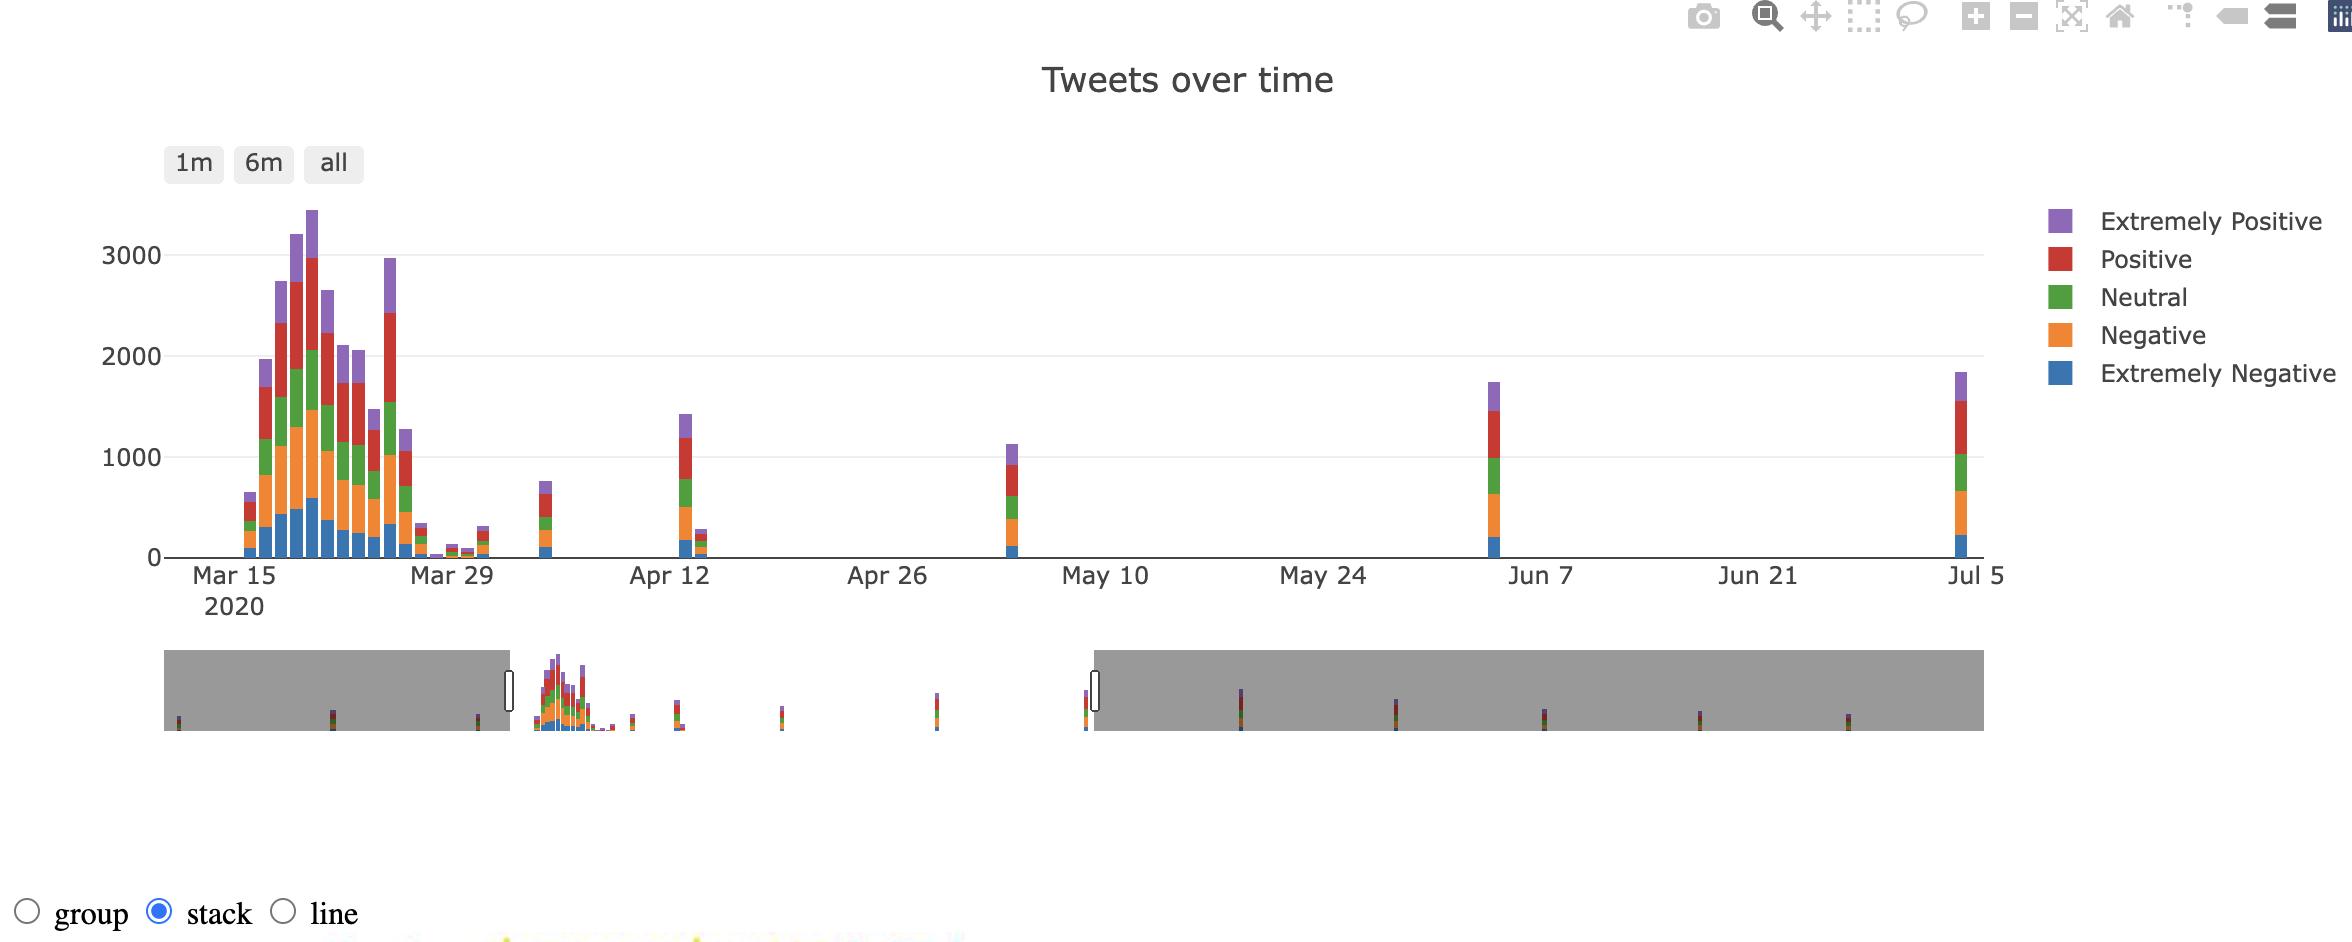 Tweets over time
1m 6m all
Extremely Positive
Positive
Neutral
Negative
Extremely Negative
3000
2000
1000
0
Mar 15 Mar 29 Apr 12 Apr 26 May 10 May 24 Jun 7 Jun 21 Jul 5
2020
group stack line